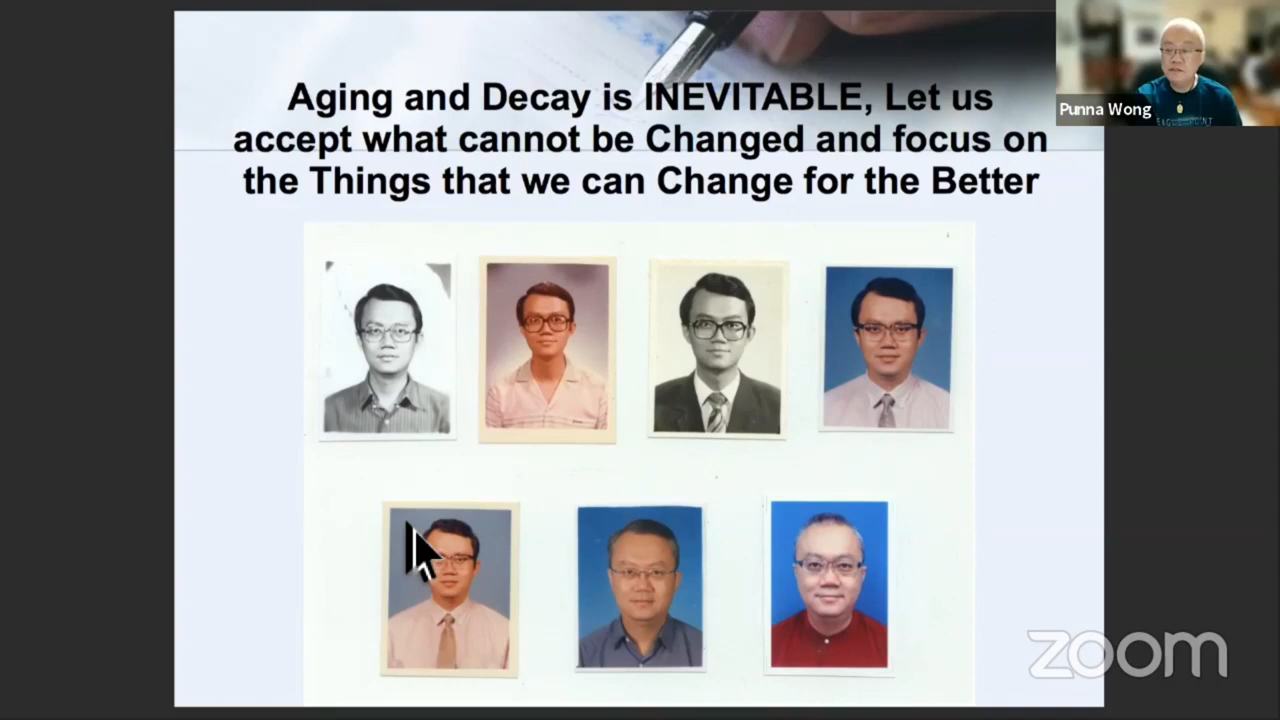 Aging and Decay is INEVITABLE, Let us
accept what cannot be Changed and focus on
the Things that we can Change for the Better
Punna Wong
zoom